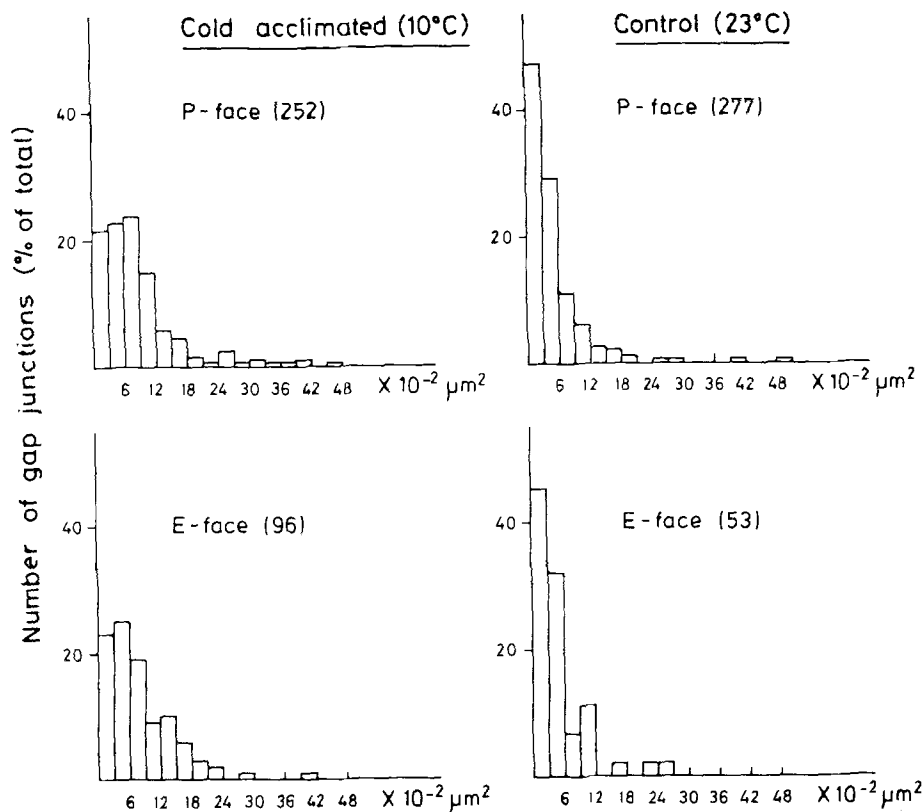 Cold acclimated (10°C)
Control (23°C)
P-face (252)
P-face (277)
40
20
6 12 18 24 30 36 42 48 X 10⁻² µm²
40
20
6 12 18 24 30 36 42 48 X 10⁻² µm²
Number of gap junctions (% of total)
E-face (96)
E-face (53)
40
20
6 12 18 24 30 36 42 48 X 10⁻² µm²
40
20
6 12 18 24 30 36 42 48 X 10⁻² µm²